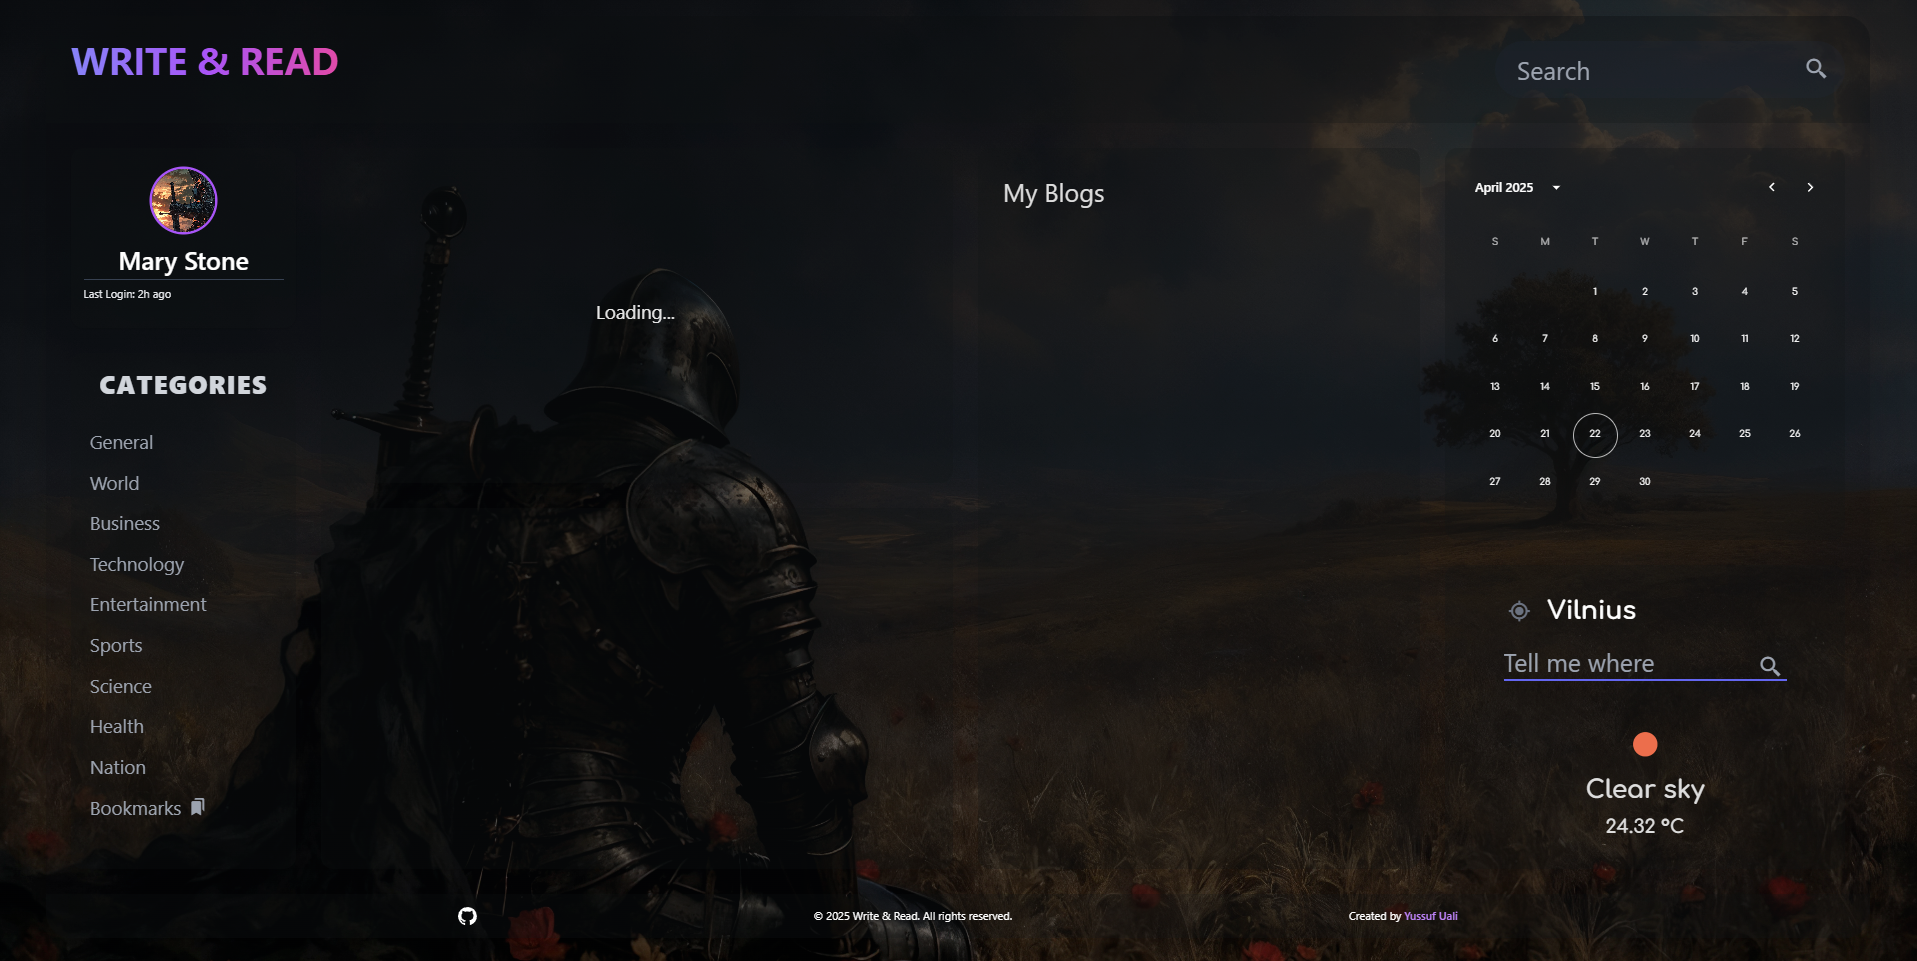 WRITE & READ
Search
Mary Stone
Last Login: 2h ago
CATEGORIES
General
World
Business
Technology
Entertainment
Sports
Science
Health
Nation
Bookmarks
Loading...
My Blogs
April 2025
S M T W T F S
1 2 3 4 5
6 7 8 9 10 11 12
13 14 15 16 17 18 19
20 21 22 23 24 25 26
27 28 29 30
Vilnius
Tell me where
Clear sky
24.32 °C
© 2025 Write & Read. All rights reserved.
Created by Yussuf Uali